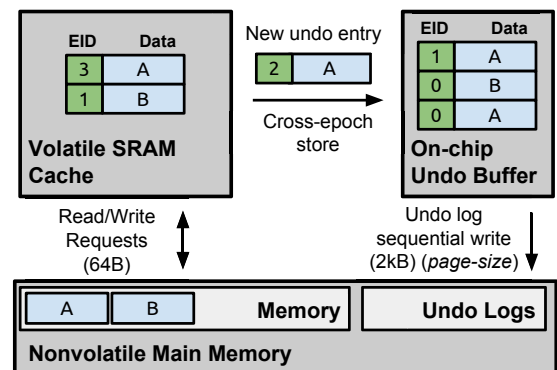 EID Data
3 A
1 B
Volatile SRAM
Cache
New undo entry
2 A
Cross-epoch
store
EID Data
1 A
0 B
0 A
On-chip
Undo Buffer
Read/Write
Requests
(64B)
Undo log
sequential write
(2kB) (page-size)
A B Memory
Undo Logs
Nonvolatile Main Memory